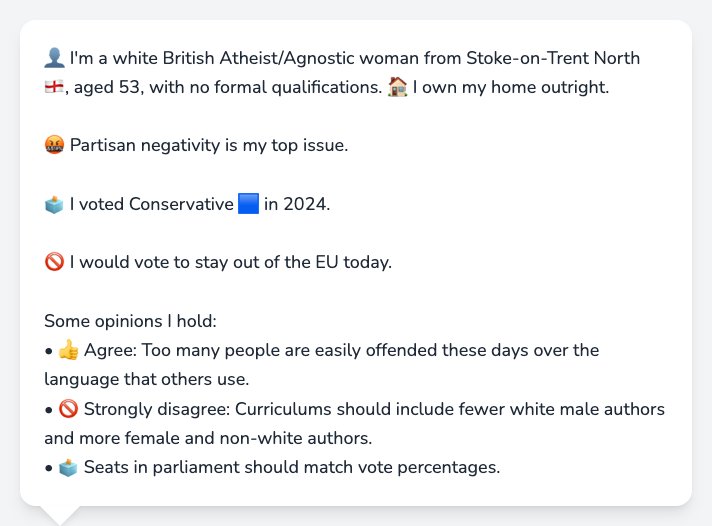 👤 I'm a white British Atheist/Agnostic woman from Stoke-on-Trent North
🏴󠁧󠁢󠁥󠁮󠁧󠁿, aged 53, with no formal qualifications. 🏠 I own my home outright.
🤬 Partisan negativity is my top issue.
🗳️ I voted Conservative 🟦 in 2024.
🚫 I would vote to stay out of the EU today.
Some opinions I hold:
• 👍 Agree: Too many people are easily offended these days over the
language that others use.
• 🚫 Strongly disagree: Curriculums should include fewer white male authors
and more female and non-white authors.
• 🗳️ Seats in parliament should match vote percentages.